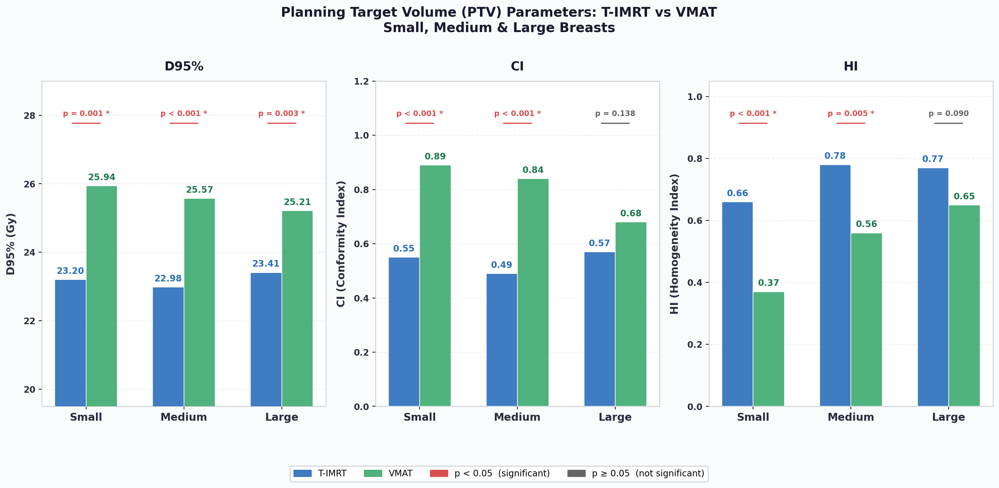 Planning Target Volume (PTV) Parameters: T-IMRT vs VMAT
Small, Medium & Large Breasts
D95%
D95% (Gy)
28
26
24
22
20
p = 0.001 *
p < 0.001 *
p = 0.003 *
23.20
25.94
22.98
25.57
23.41
25.21
Small
Medium
Large
CI
CI (Conformity Index)
1.2
1.0
0.8
0.6
0.4
0.2
0.0
p < 0.001 *
p < 0.001 *
p = 0.138
0.55
0.89
0.49
0.84
0.57
0.68
Small
Medium
Large
HI
HI (Homogeneity Index)
1.0
0.8
0.6
0.4
0.2
0.0
p < 0.001 *
p = 0.005 *
p = 0.090
0.66
0.37
0.78
0.56
0.77
0.65
Small
Medium
Large
T-IMRT
VMAT
p < 0.05 (significant)
p ≥ 0.05 (not significant)